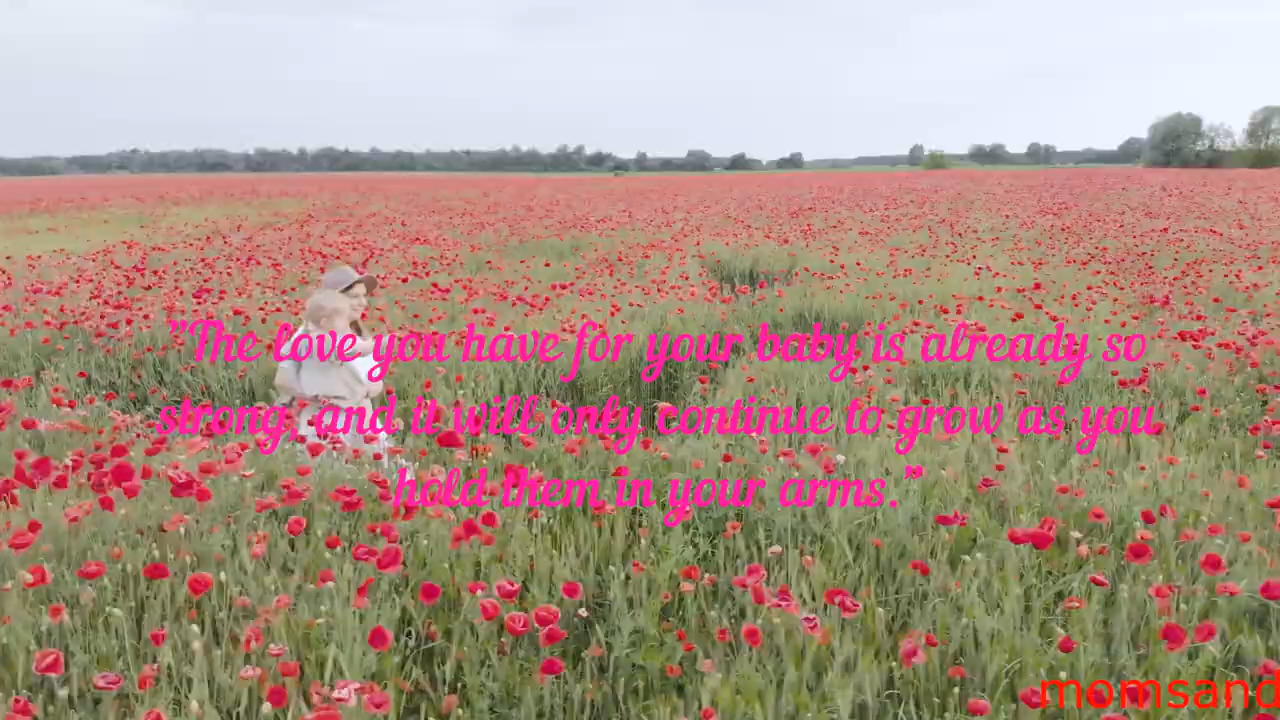 "The love you have for your baby is already so
strong, and it will only continue to grow as you
hold them in your arms."
momsand